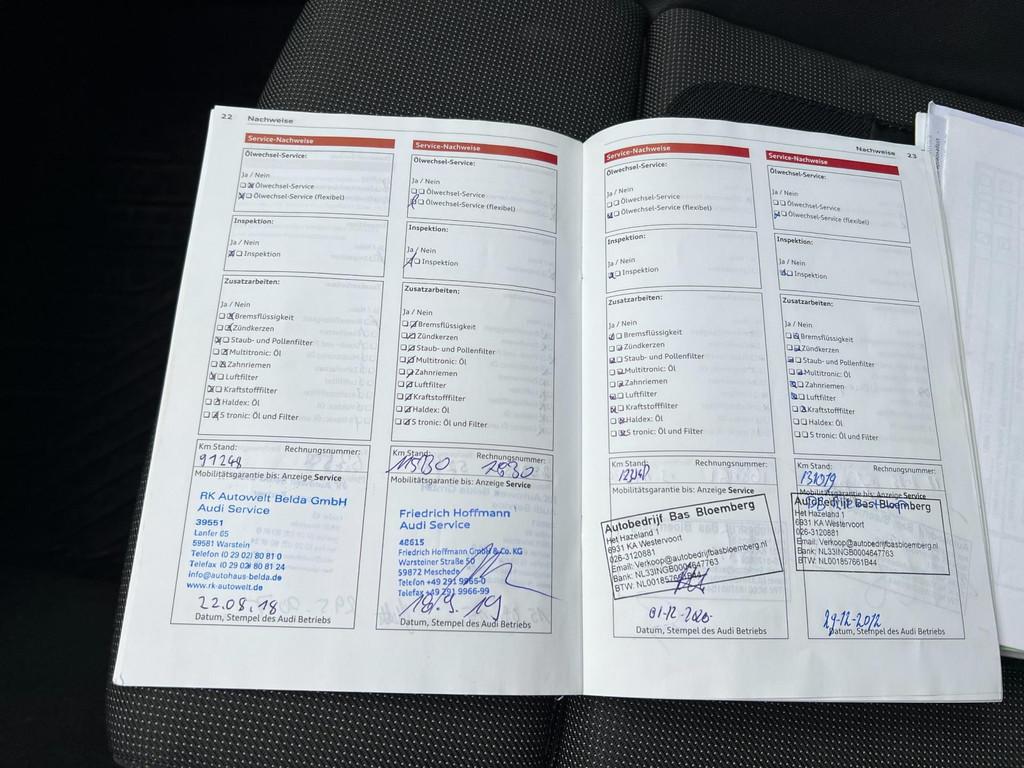 22 Nachweise
Service-Nachweise
Ölwechsel-Service:
Ja / Nein
Ölwechsel-Service
Ölwechsel-Service (flexibel)
Inspektion:
Ja / Nein
Inspektion
Zusatzarbeiten:
Ja / Nein
Bremsflüssigkeit
Zündkerzen
Staub- und Pollenfilter
Multitronic: Öl
Zahnriemen
Luftfilter
Kraftstofffilter
Haldex: Öl
S tronic: Öl und Filter
Km Stand: Rechnungsnummer:
91248
Mobilitätsgarantie bis: Anzeige Service
RK Autowelt Belda GmbH
Audi Service
39551
Lanfer 65
59581 Warstein
Telefon (0 29 02) 80 81 0
Telefax (0 29 02) 80 81 24
info@autohaus-belda.de
www.rk-autowelt.de
22.08.18
Datum, Stempel des Audi Betriebs
Service-Nachweise
Ölwechsel-Service:
Ja / Nein
Ölwechsel-Service
Ölwechsel-Service (flexibel)
Inspektion:
Ja / Nein
Inspektion
Zusatzarbeiten:
Ja / Nein
Bremsflüssigkeit
Zündkerzen
Staub- und Pollenfilter
Multitronic: Öl
Zahnriemen
Luftfilter
Kraftstofffilter
Haldex: Öl
S tronic: Öl und Filter
Km Stand: Rechnungsnummer:
Mobilitätsgarantie bis: Anzeige Service
Friedrich Hoffmann
Audi Service
48615
Friedrich Hoffmann GmbH & Co. KG
Warsteiner Straße 50
59872 Meschede
Telefon +49 291 9966-0
Telefax +49 291 9966-99
18.9.19
Datum, Stempel des Audi Betriebs
Nachweise 23
Service-Nachweise
Ölwechsel-Service:
Ja / Nein
Ölwechsel-Service
Ölwechsel-Service (flexibel)
Inspektion:
Ja / Nein
Inspektion
Zusatzarbeiten:
Ja / Nein
Bremsflüssigkeit
Zündkerzen
Staub- und Pollenfilter
Multitronic: Öl
Zahnriemen
Luftfilter
Kraftstofffilter
Haldex: Öl
S tronic: Öl und Filter
Km Stand: Rechnungsnummer:
Mobilitätsgarantie bis: Anzeige Service
Autobedrijf Bas Bloemberg
Het Hazeland 1
6931 KA Westervoort
026-3120881
Email: Verkoop@autobedrijfbasbloemberg.nl
Bank: NL33INGB0004647763
BTW: NL001857661B44
01-12-2020
Datum, Stempel des Audi Betriebs
Service-Nachweise
Ölwechsel-Service:
Ja / Nein
Ölwechsel-Service
Ölwechsel-Service (flexibel)
Inspektion:
Ja / Nein
Inspektion
Zusatzarbeiten:
Ja / Nein
Bremsflüssigkeit
Zündkerzen
Staub- und Pollenfilter
Multitronic: Öl
Zahnriemen
Luftfilter
Kraftstofffilter
Haldex: Öl
S tronic: Öl und Filter
Km Stand: Rechnungsnummer:
131019
Mobilitätsgarantie bis: Anzeige Service
Autobedrijf Bas Bloemberg
Het Hazeland 1
6931 KA Westervoort
026-3120881
Email: Verkoop@autobedrijfbasbloemberg.nl
Bank: NL33INGB0004647763
BTW: NL001857661B44
29-12-2012
Datum, Stempel des Audi Betriebs